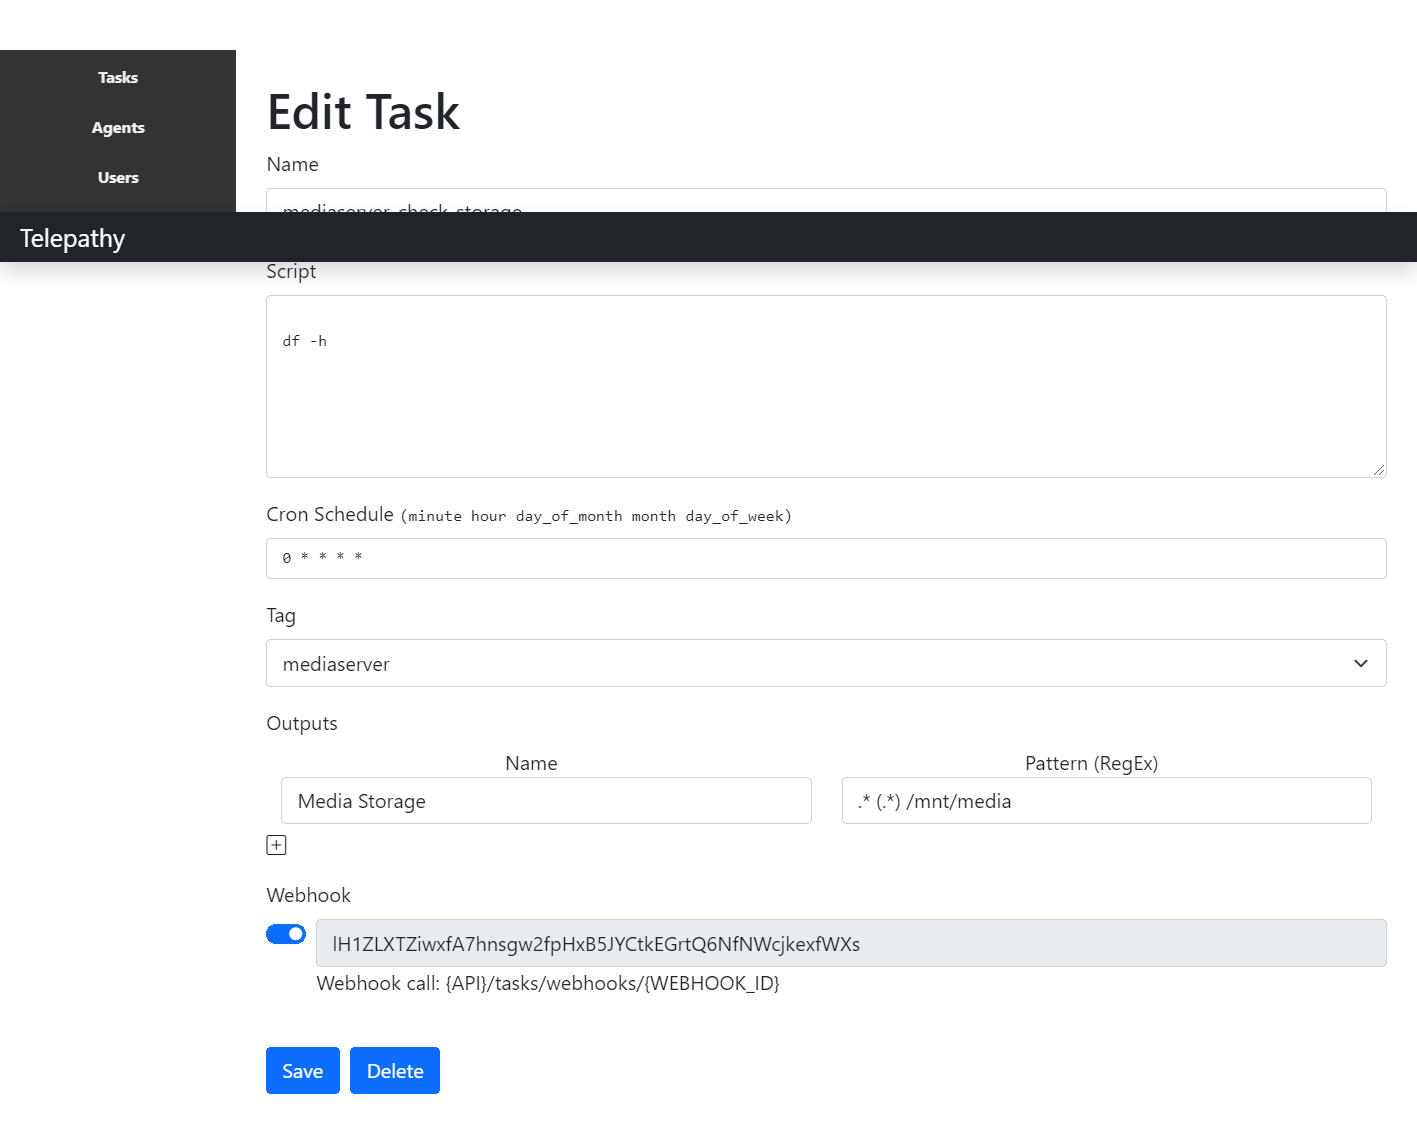 Tasks
Agents
Users
Edit Task
Name
mediaserver-check-storage
Telepathy
Script
df -h
Cron Schedule (minute hour day_of_month month day_of_week)
0 * * * *
Tag
mediaserver
Outputs
Name
Pattern (RegEx)
Media Storage
.* (.*) /mnt/media
Webhook
lH1ZLXTZiwxfA7hnsgw2fpHxB5JYCtkEGrtQ6NfNWcjkexfWXs
Webhook call: {API}/tasks/webhooks/{WEBHOOK_ID}
Save
Delete